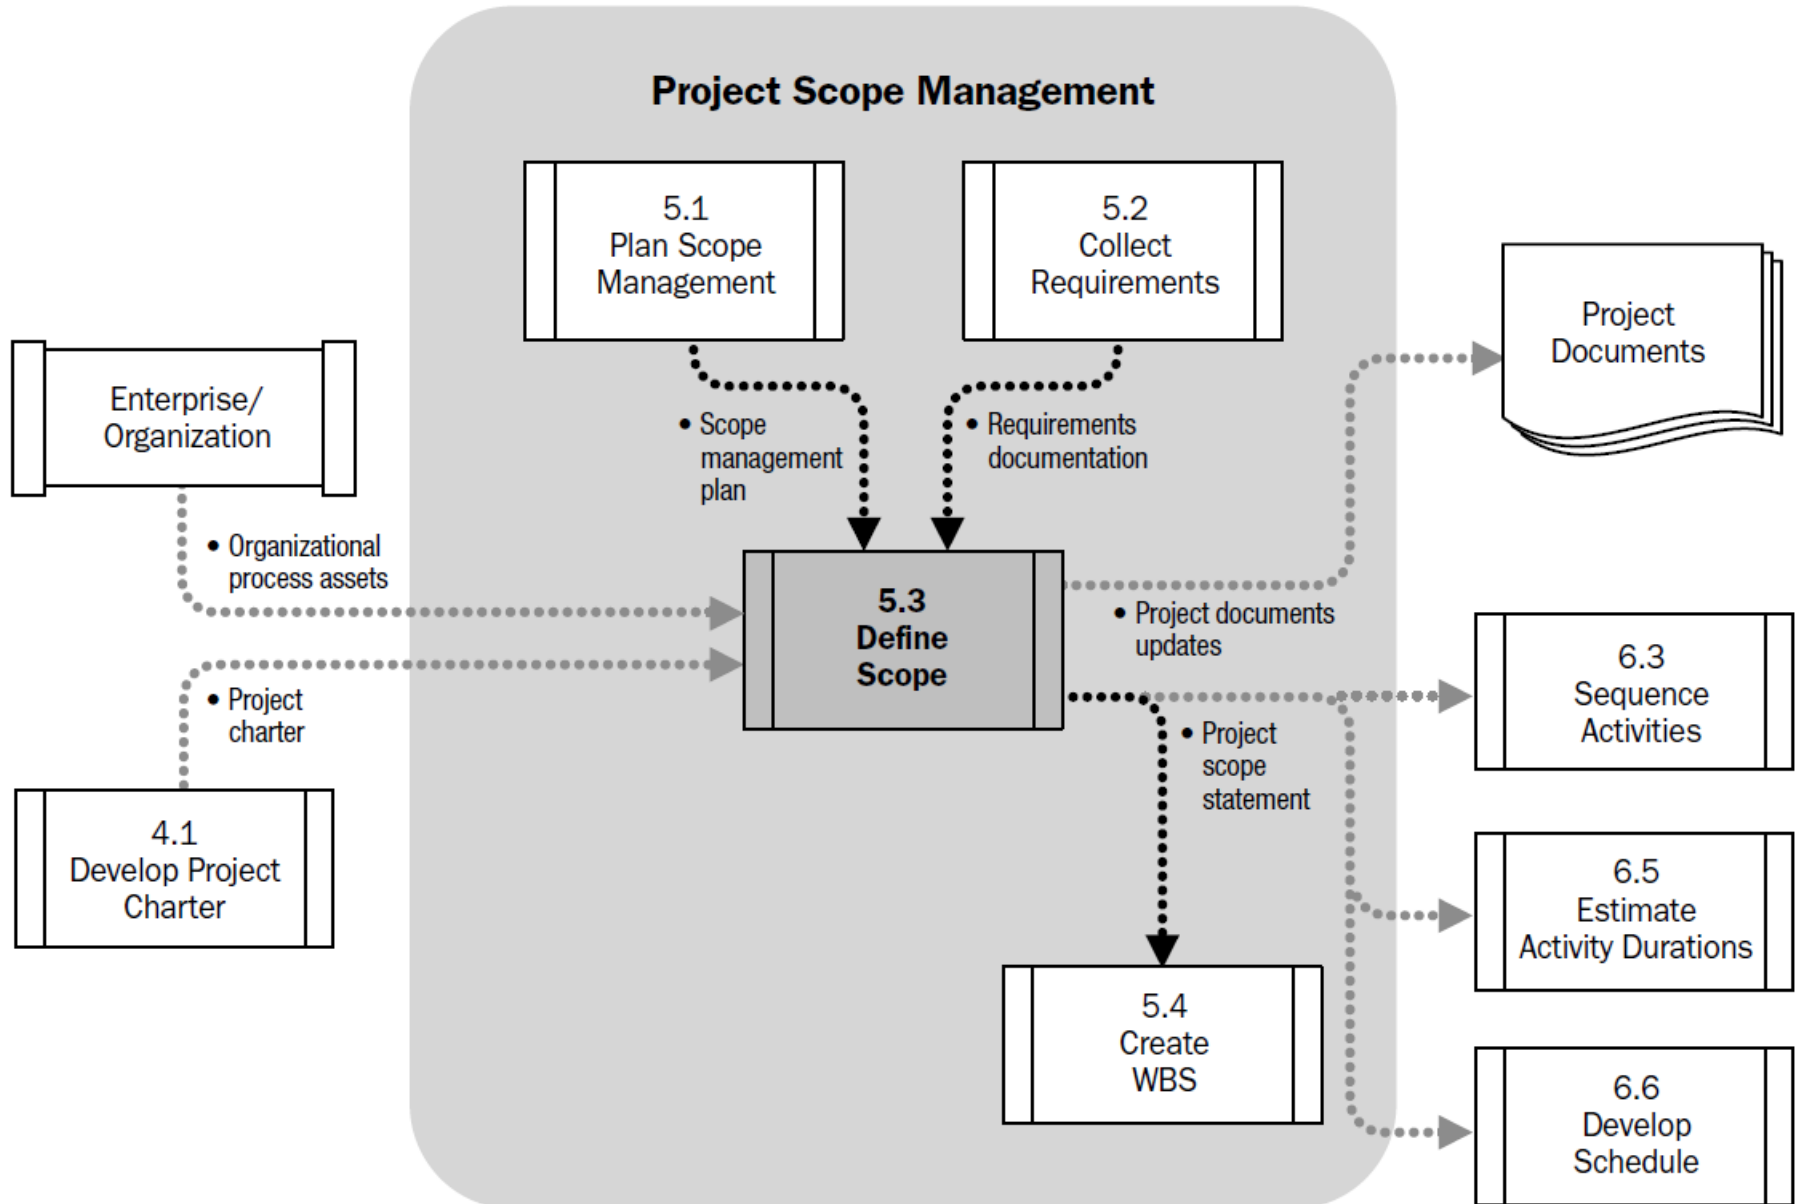 Project Scope Management
5.1
Plan Scope
Management
5.2
Collect
Requirements
Project
Documents
Enterprise/
Organization
• Scope
management
plan
• Requirements
documentation
• Organizational
process assets
5.3
Define
Scope
• Project documents
updates
6.3
Sequence
Activities
• Project
charter
• Project
scope
statement
4.1
Develop Project
Charter
6.5
Estimate
Activity Durations
5.4
Create
WBS
6.6
Develop
Schedule